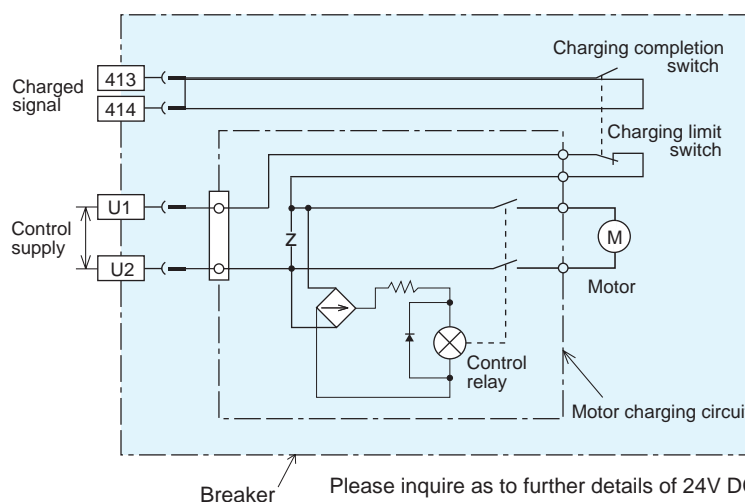 Charging completion
switch
413
Charged
signal
414
Charging limit
switch
U1
Control
supply
U2
Z
M
Motor
Control
relay
Motor charging circui
Breaker
Please inquire as to further details of 24V D